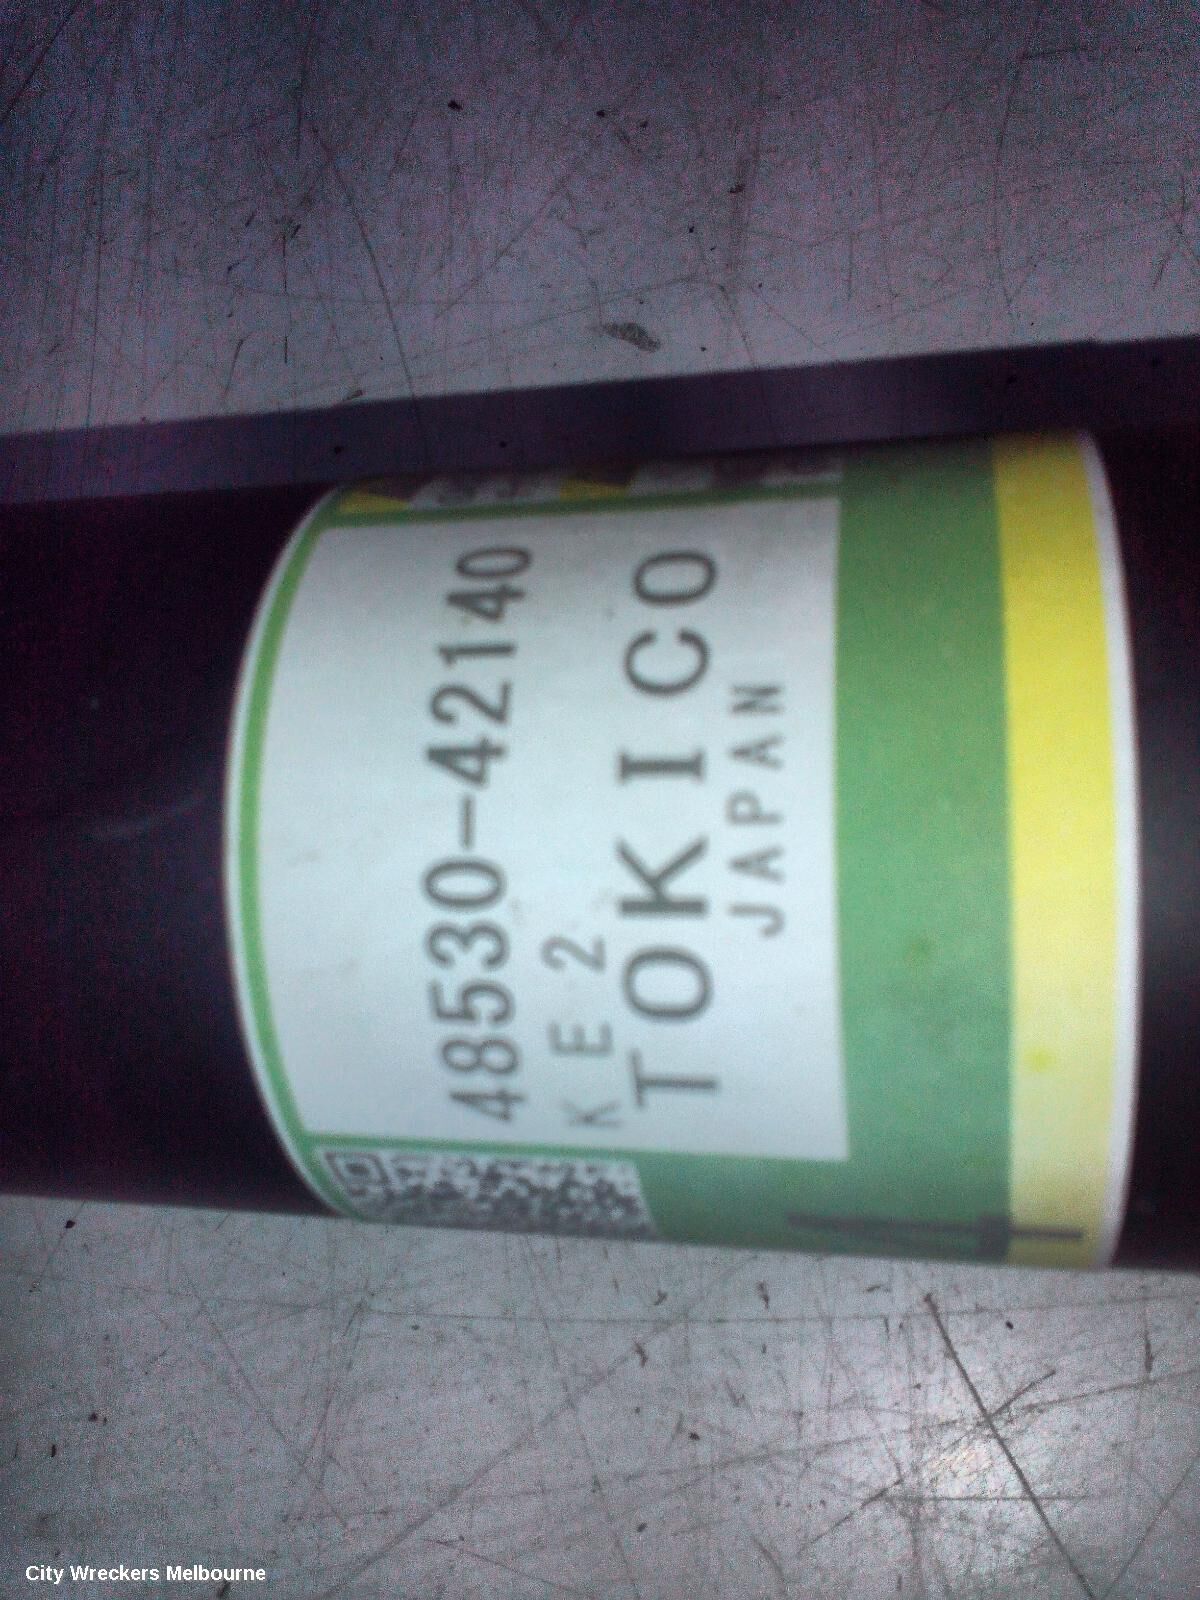 48530-42140
KE2
TOKICO
JAPAN
City Wreckers Melbourne